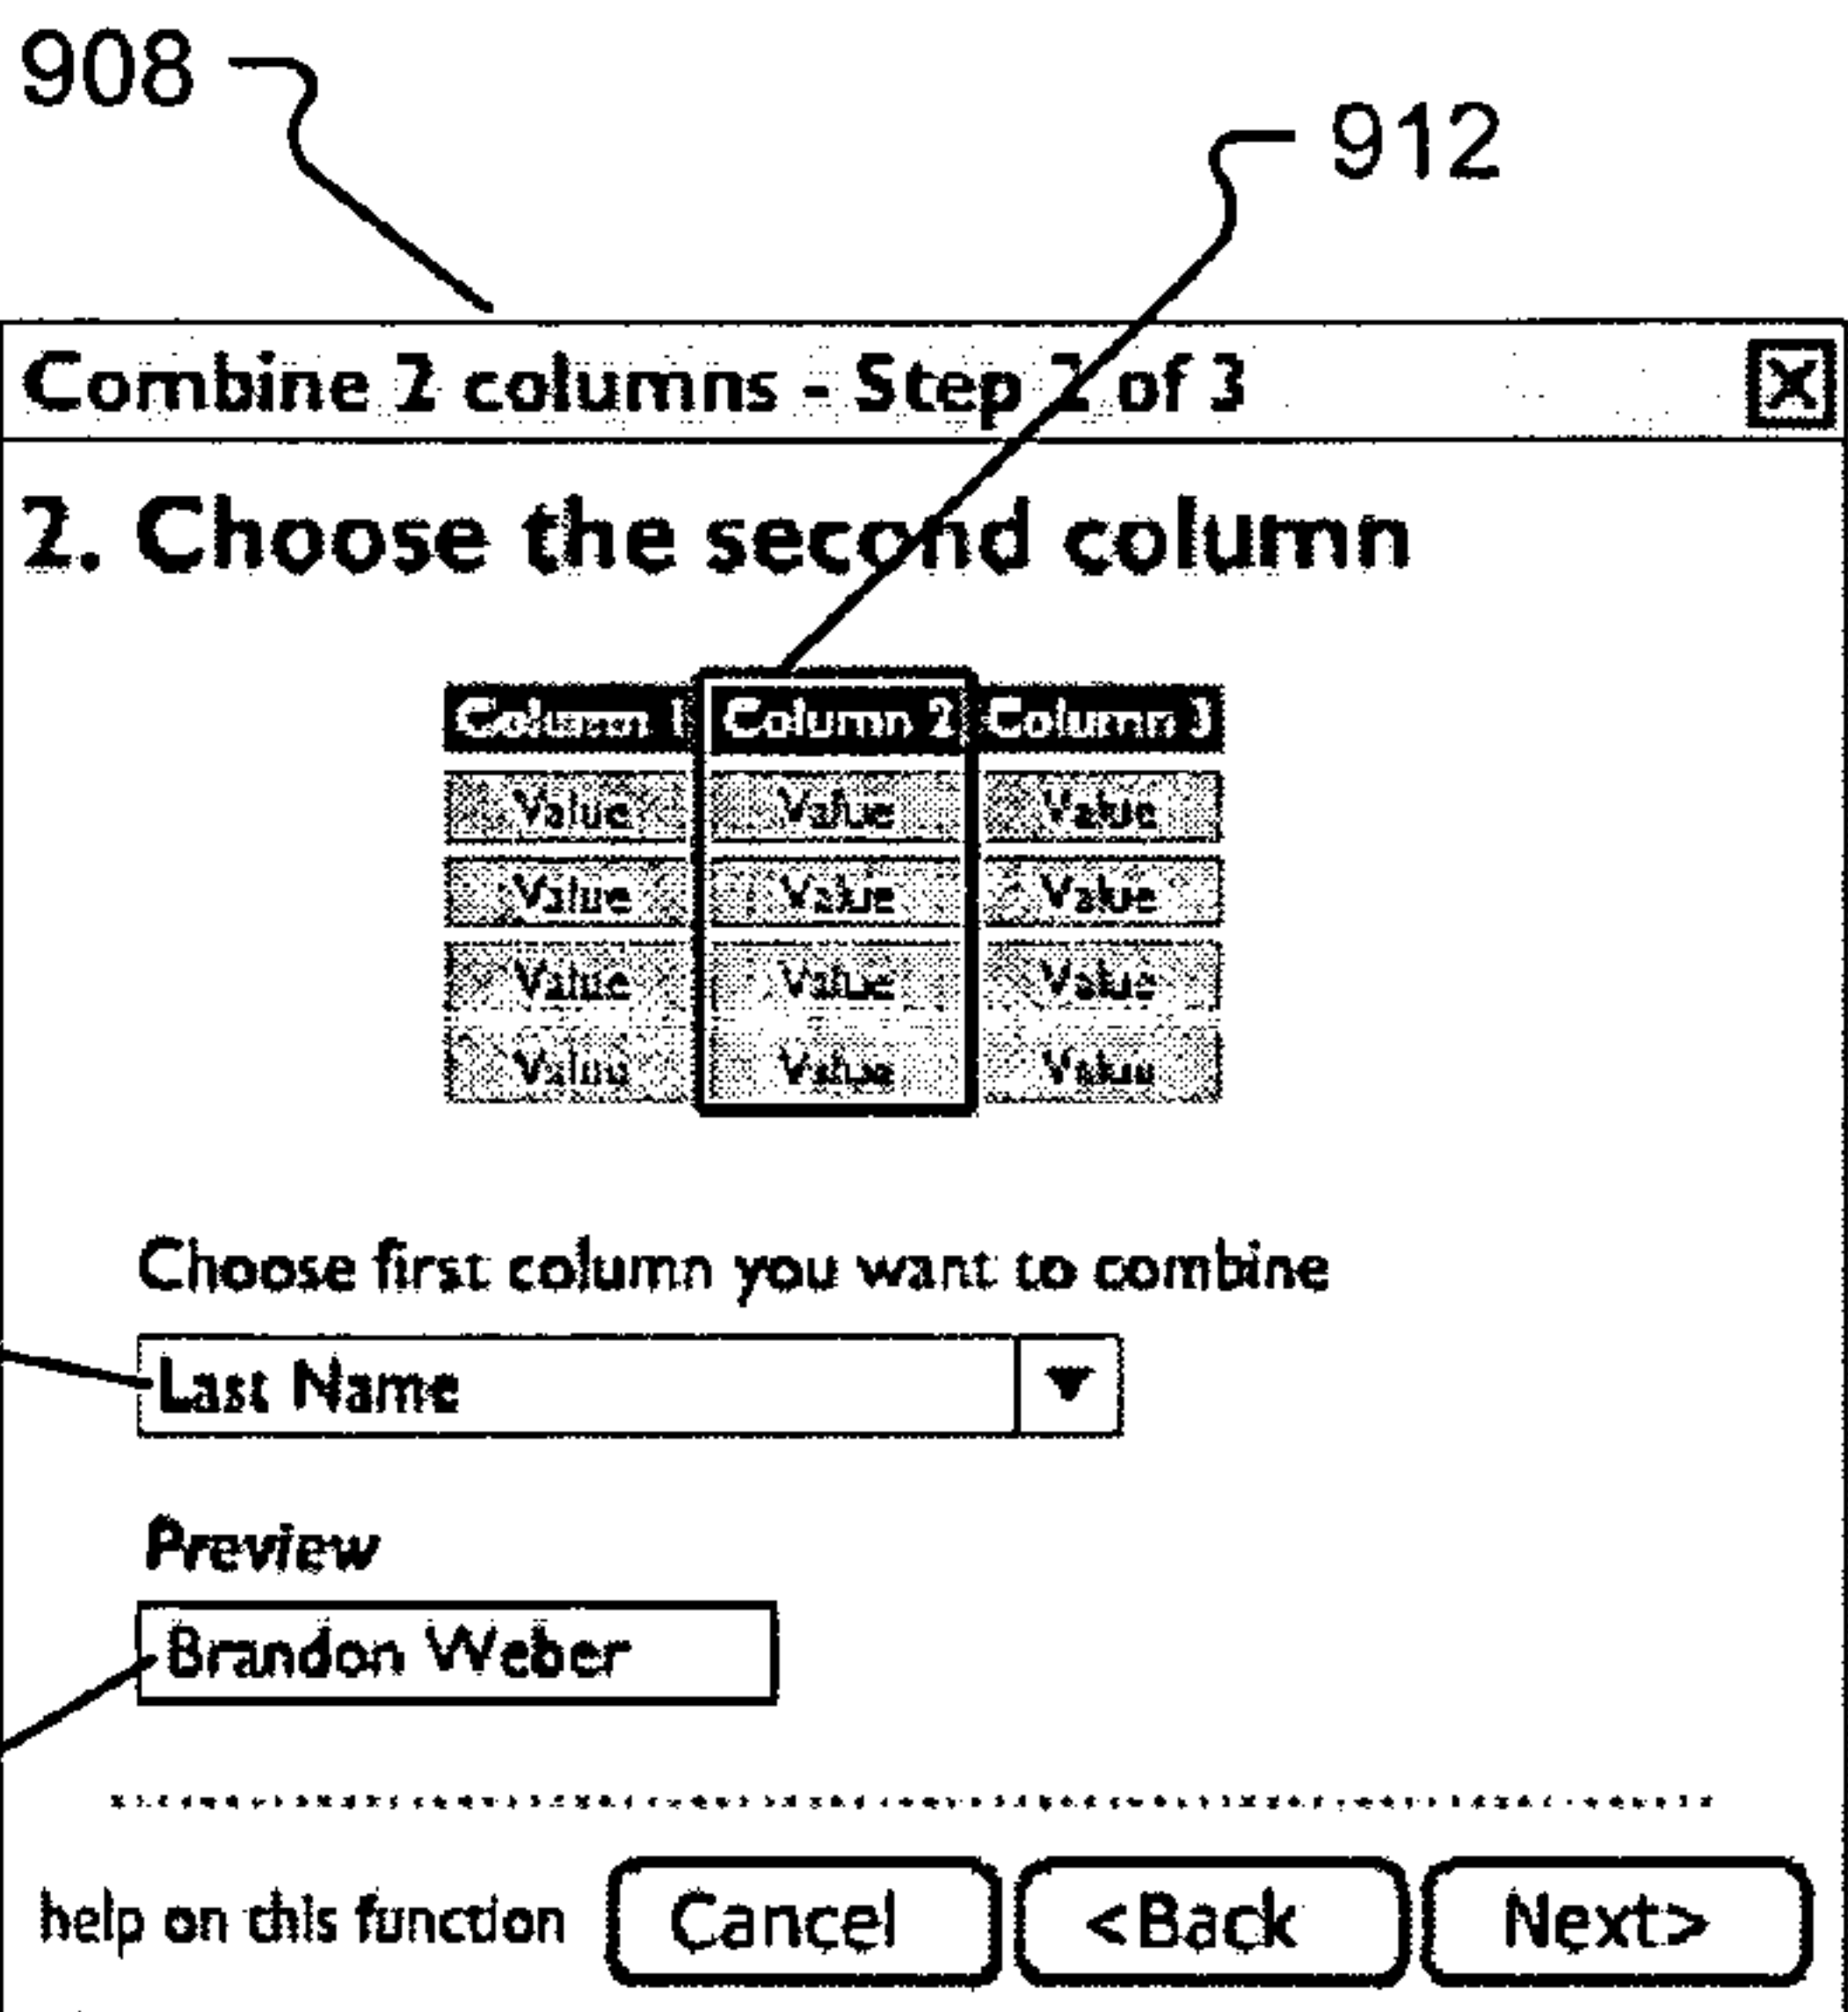 908
912
Combine 2 columns - Step 2 of 3
2. Choose the second column
Column 1 Column 2 Column 3
Value Value Value
Value Value Value
Value Value Value
Value Value Value
Choose first column you want to combine
Last Name
Preview
Brandon Weber
help on this function Cancel <Back Next>